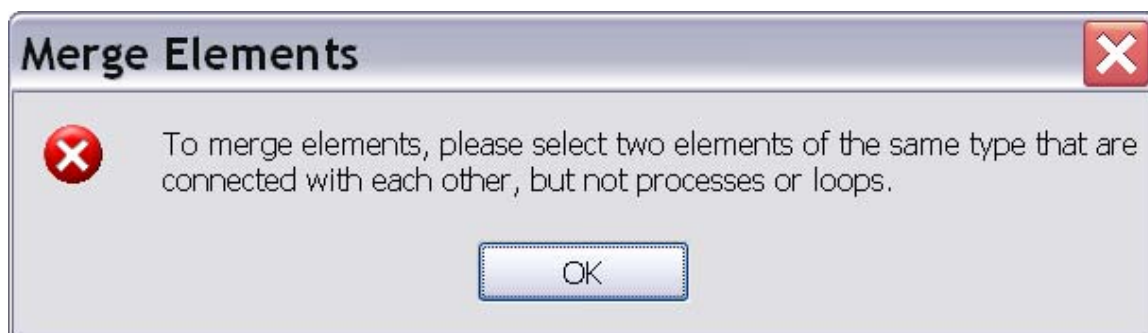 Merge Elements
To merge elements, please select two elements of the same type that are
connected with each other, but not processes or loops.
OK